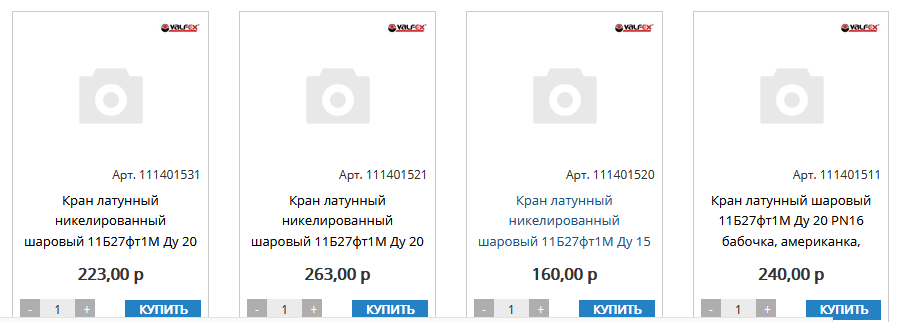 VALFEX
Арт. 111401531
Кран латунный
никелированный
шаровый 11Б27фт1М Ду 20
223,00 р
- 1 +
КУПИТЬ
VALFEX
Арт. 111401521
Кран латунный
никелированный
шаровый 11Б27фт1М Ду 20
263,00 р
- 1 +
КУПИТЬ
VALFEX
Арт. 111401520
Кран латунный
никелированный
шаровый 11Б27фт1М Ду 15
160,00 р
- 1 +
КУПИТЬ
VALFEX
Арт. 111401511
Кран латунный шаровый
11Б27фт1М Ду 20 PN16
бабочка, американка,
240,00 р
- 1 +
КУПИТЬ